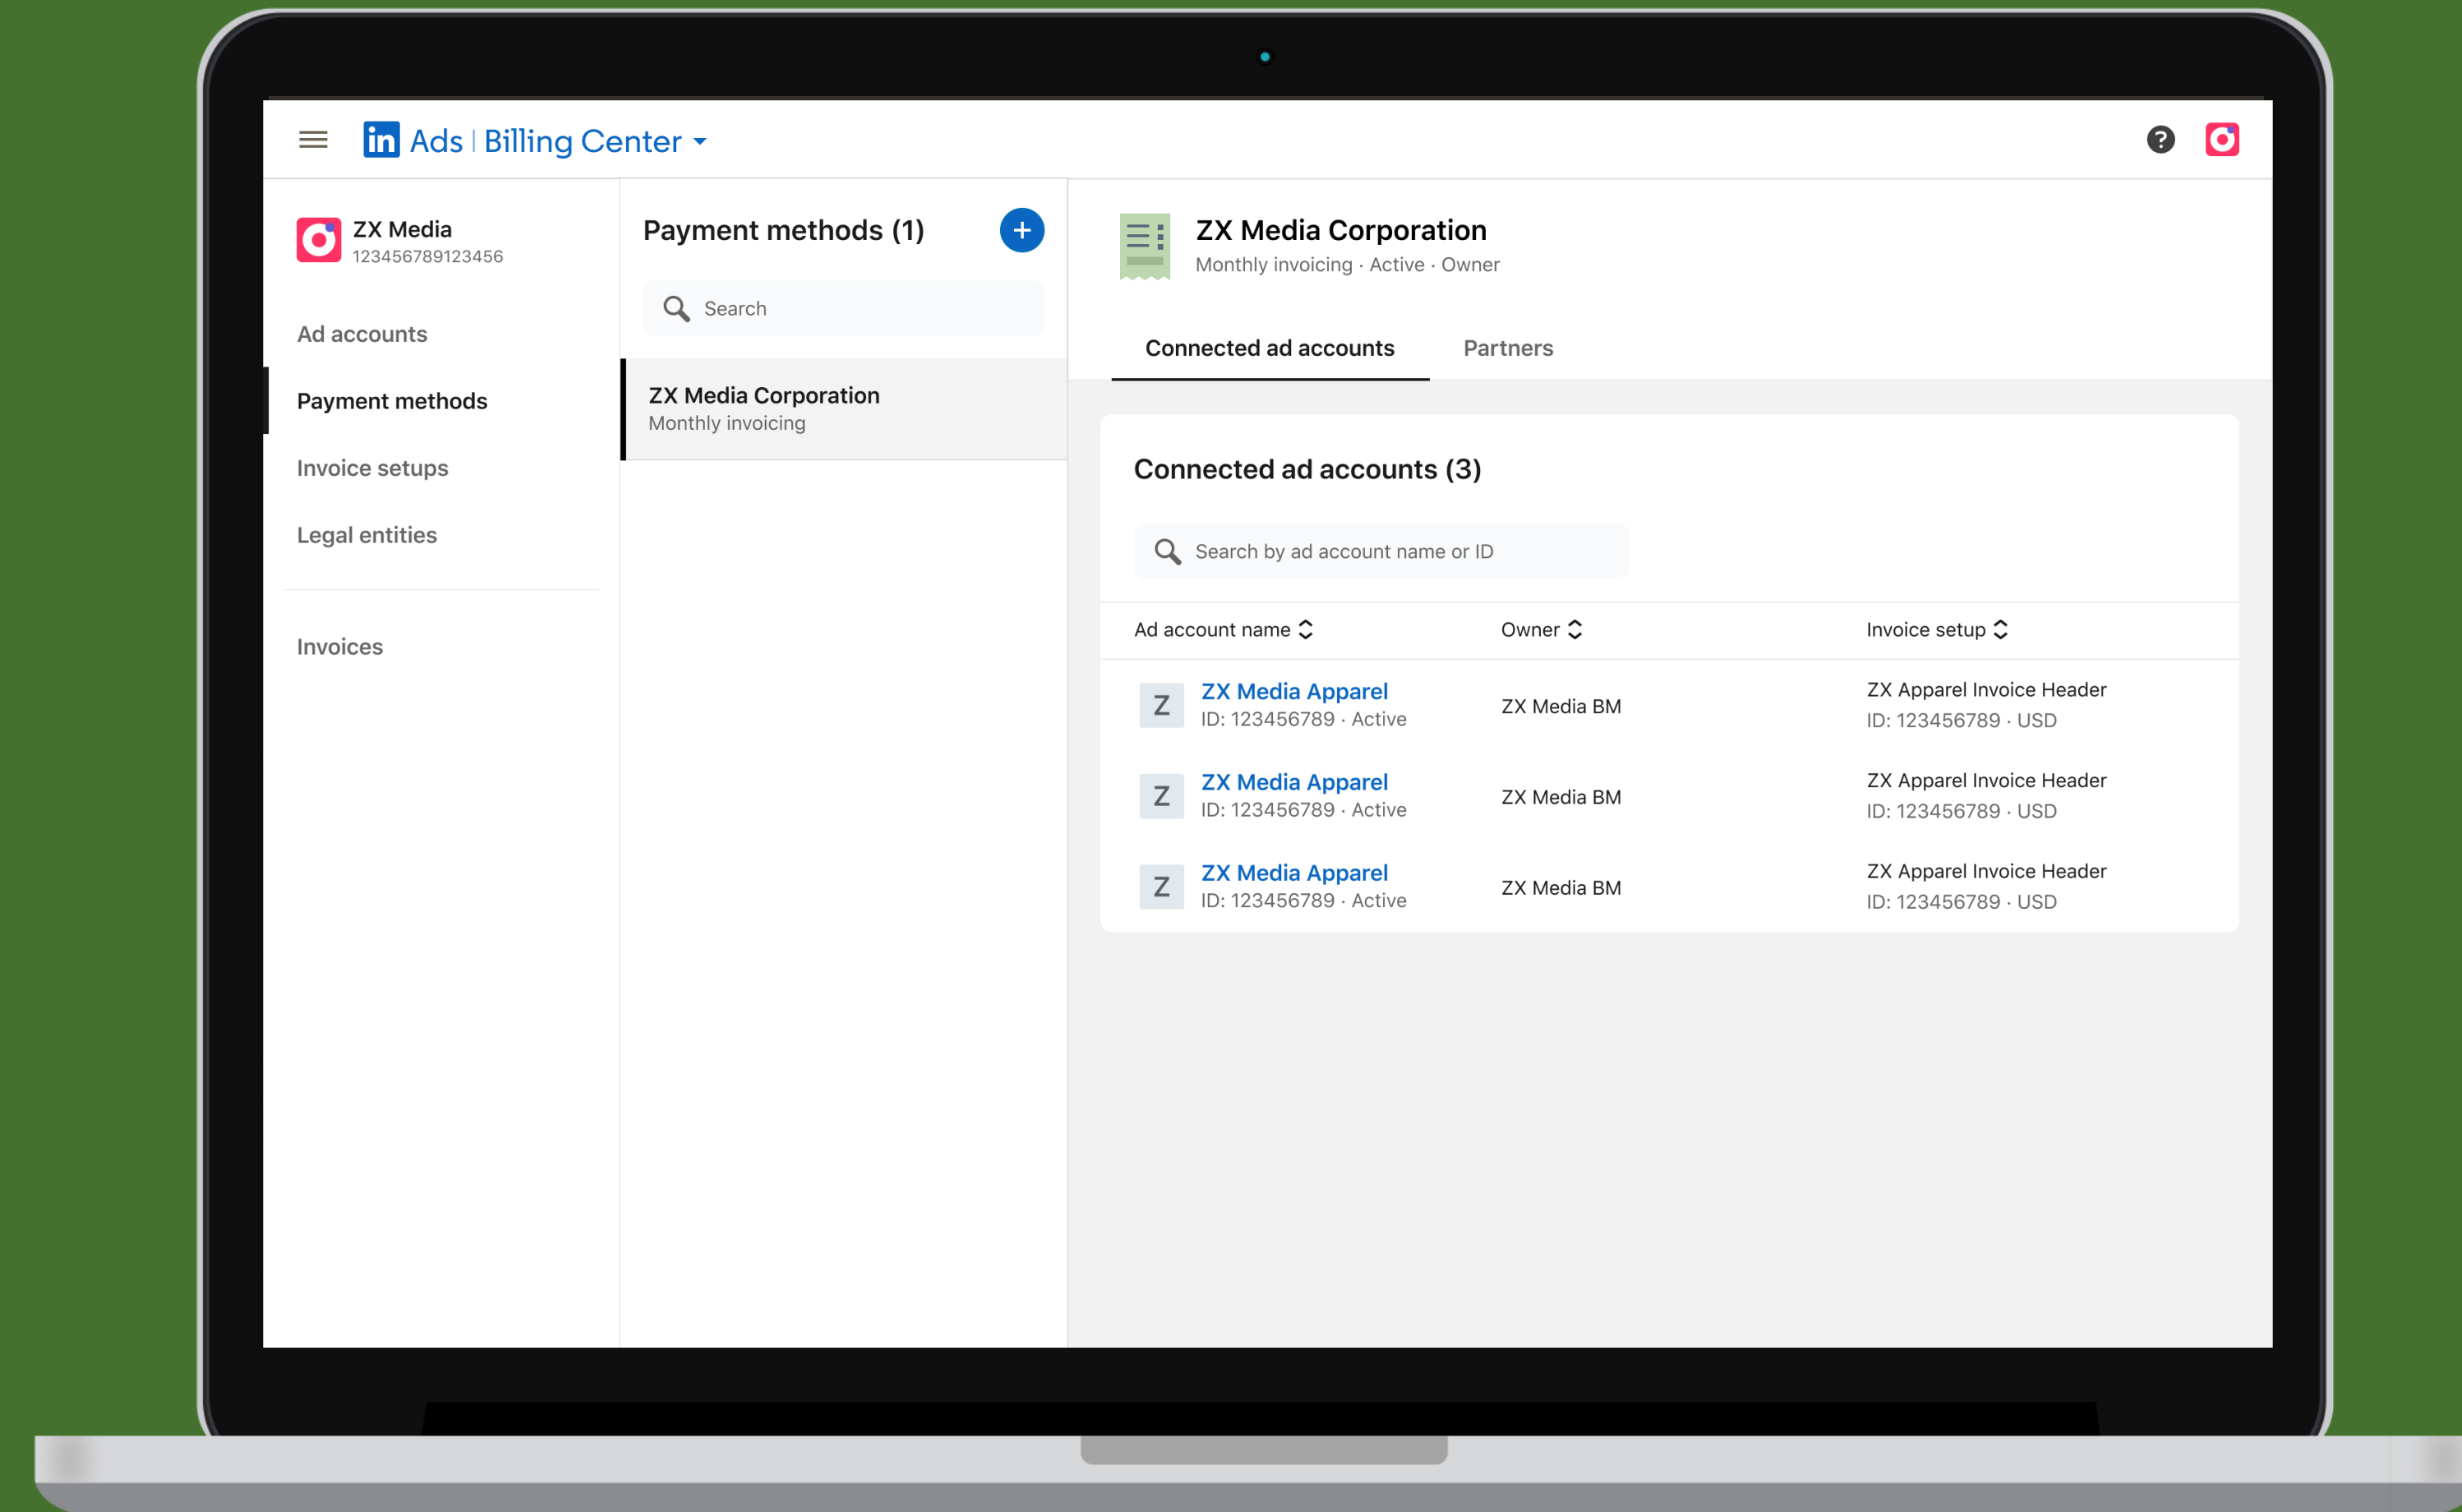 in Ads | Billing Center
?
ZX Media
123456789123456
Ad accounts
Payment methods
Invoice setups
Legal entities
Invoices
Payment methods (1)
+
Search
ZX Media Corporation
Monthly invoicing
ZX Media Corporation
Monthly invoicing · Active · Owner
Connected ad accounts
Partners
Connected ad accounts (3)
Search by ad account name or ID
Ad account name
Owner
Invoice setup
Z
ZX Media Apparel
ID: 123456789 · Active
ZX Media BM
ZX Apparel Invoice Header
ID: 123456789 · USD
Z
ZX Media Apparel
ID: 123456789 · Active
ZX Media BM
ZX Apparel Invoice Header
ID: 123456789 · USD
Z
ZX Media Apparel
ID: 123456789 · Active
ZX Media BM
ZX Apparel Invoice Header
ID: 123456789 · USD